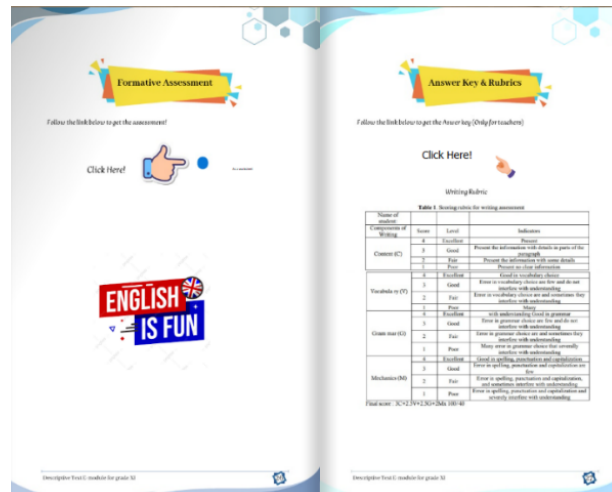 Formative Assessment
Follow the link below to get the assessment!
Click Here!
ENGLISH
IS FUN
Descriptive Text E-module for grade XI
Answer Key & Rubrics
Follow the link below to get the Answer key (Only for teachers)
Click Here!
Writing Rubric
Table 1. Scoring rubric for writing assessment
Name of
student:
Components of
Writing
Score
Level
Indicators
Content (C)
4
Excellent
Present
3
Good
Present the information with details in parts of the
paragraph
2
Fair
Present the information with some details
1
Poor
Present no clear information
Vocabula ry (V)
4
Excellent
Good in vocabulary choice
3
Good
Error in vocabulary choice are few and do not
interfere with understanding
2
Fair
Error in vocabulary choice are and sometimes they
interfere with understanding
1
Poor
Many
4
Excellent
with understanding Good in grammar
Gram mar (G)
3
Good
Error in grammar choice are few and do not
interfere with understanding
2
Fair
Error in grammar choice are and sometimes they
interfere with understanding
1
Poor
Many error in grammar choice that severely
interfere with understanding
Mechanics (M)
4
Excellent
Good in spelling, punctuation and capitalization
3
Good
Error in spelling, punctuation and capitalization are
few
2
Fair
Error in spelling, punctuation and capitalization,
and sometimes interfere with understanding
1
Poor
Error in spelling, punctuation and capitalization and
severely interfere with understanding
Final score :
Descriptive Text E-module for grade XI